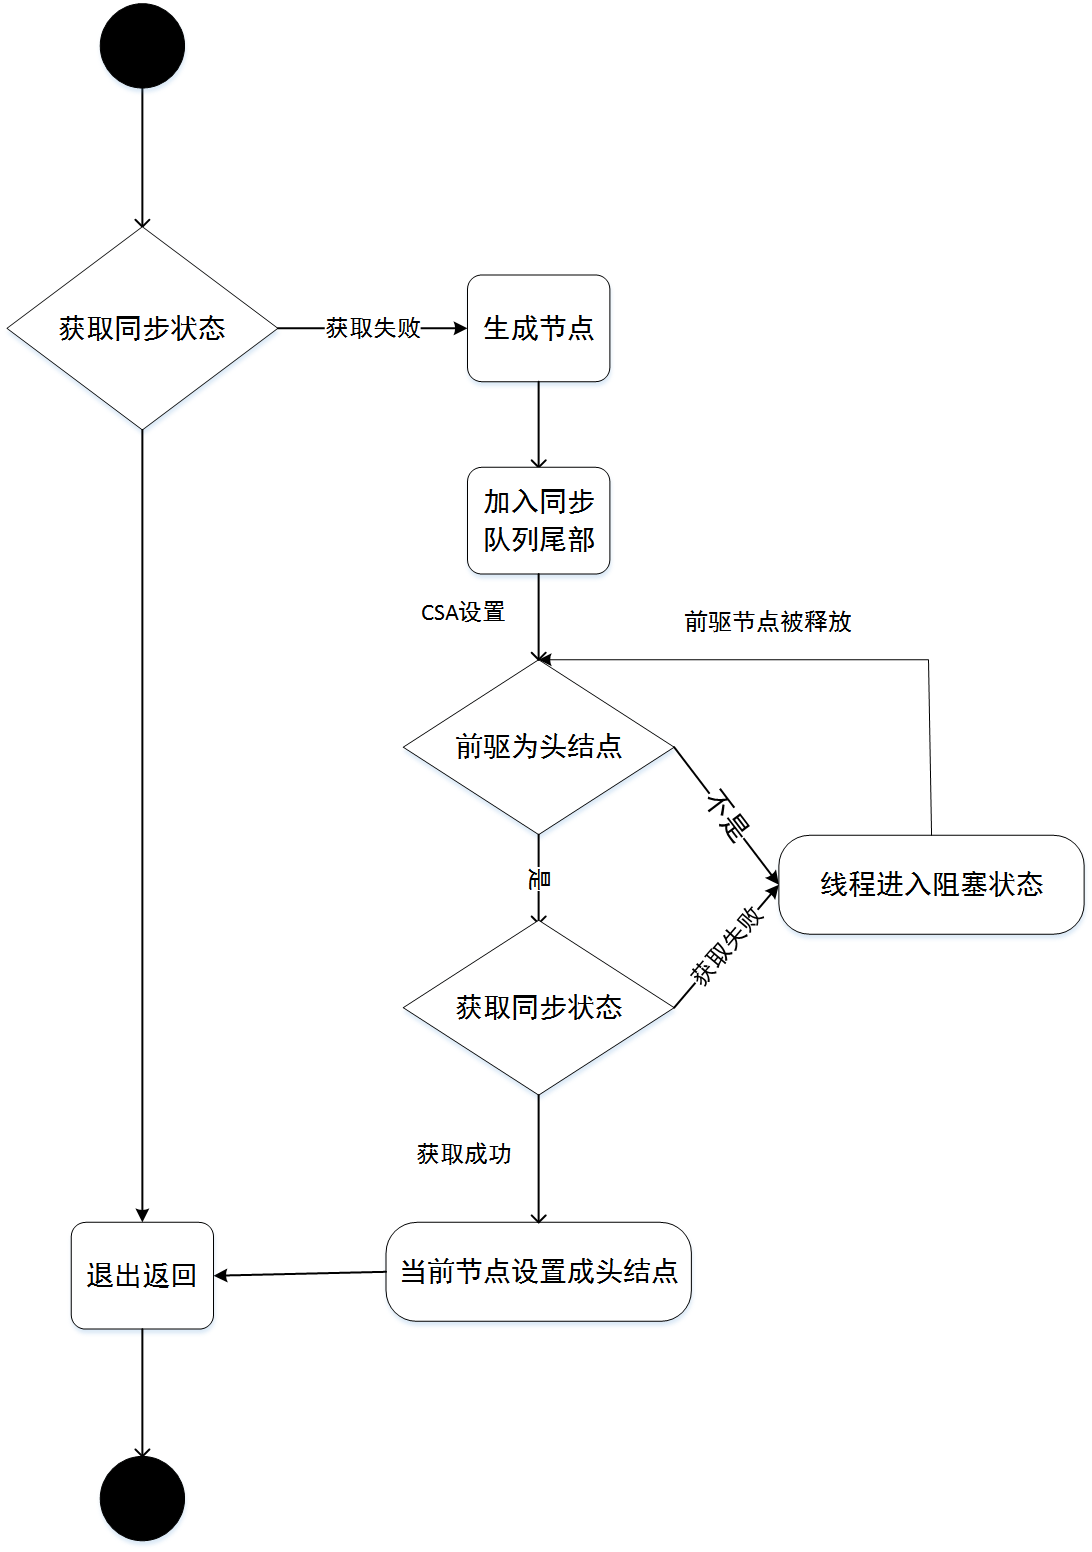 获取同步状态
获取失败
生成节点
加入同步
队列尾部
CSA设置
前驱节点被释放
前驱为头结点
不是
是
线程进入阻塞状态
获取失败
获取同步状态
获取成功
退出返回
当前节点设置成头结点